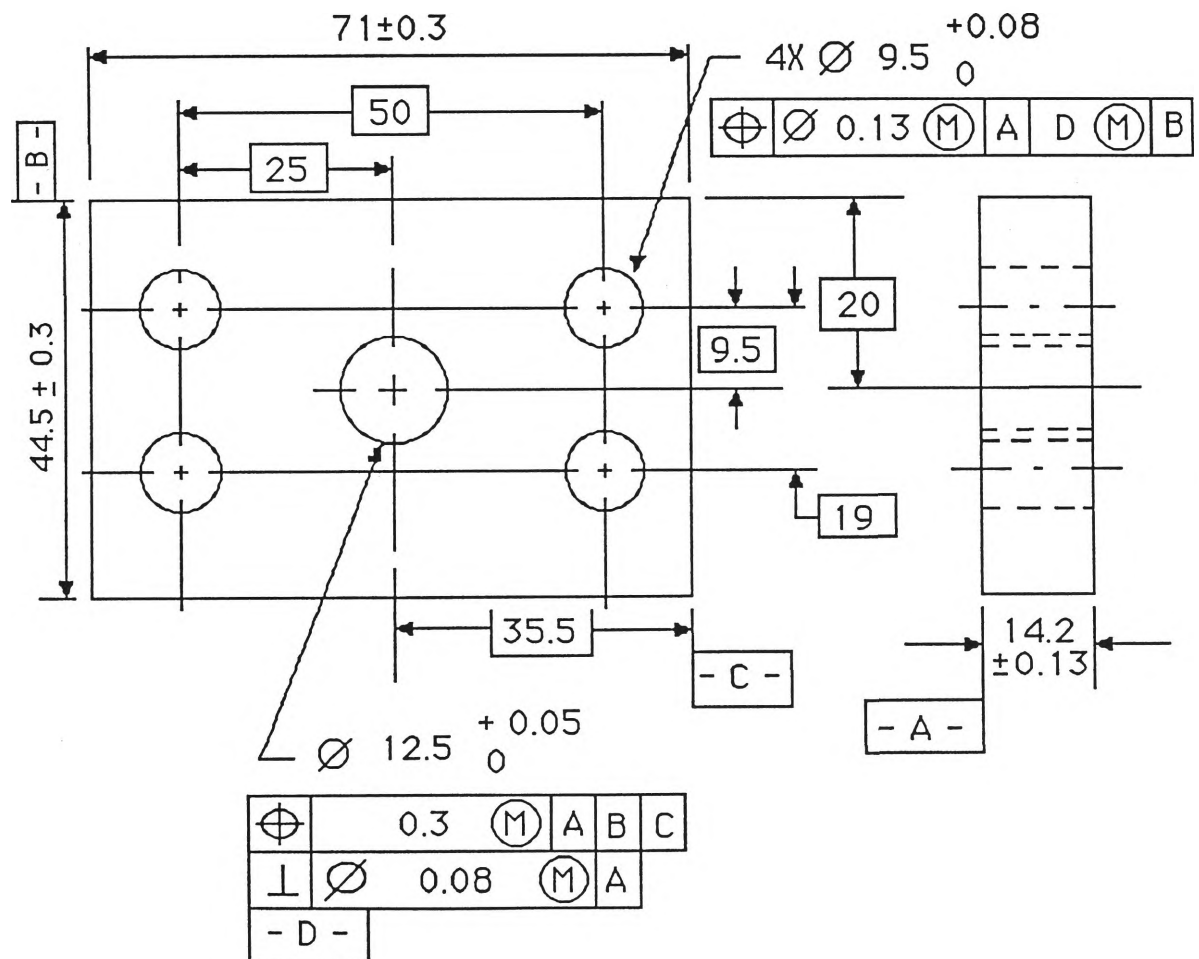 71±0.3
+0.08
4X Ø 9.5 0
⌖ Ø 0.13 Ⓜ A D Ⓜ B
50
25
- B -
20
9.5
44.5 ± 0.3
19
35.5
- C -
14.2
±0.13
- A -
+ 0.05
Ø 12.5 0
⌖ 0.3 Ⓜ A B C
⊥ Ø 0.08 Ⓜ A
- D -